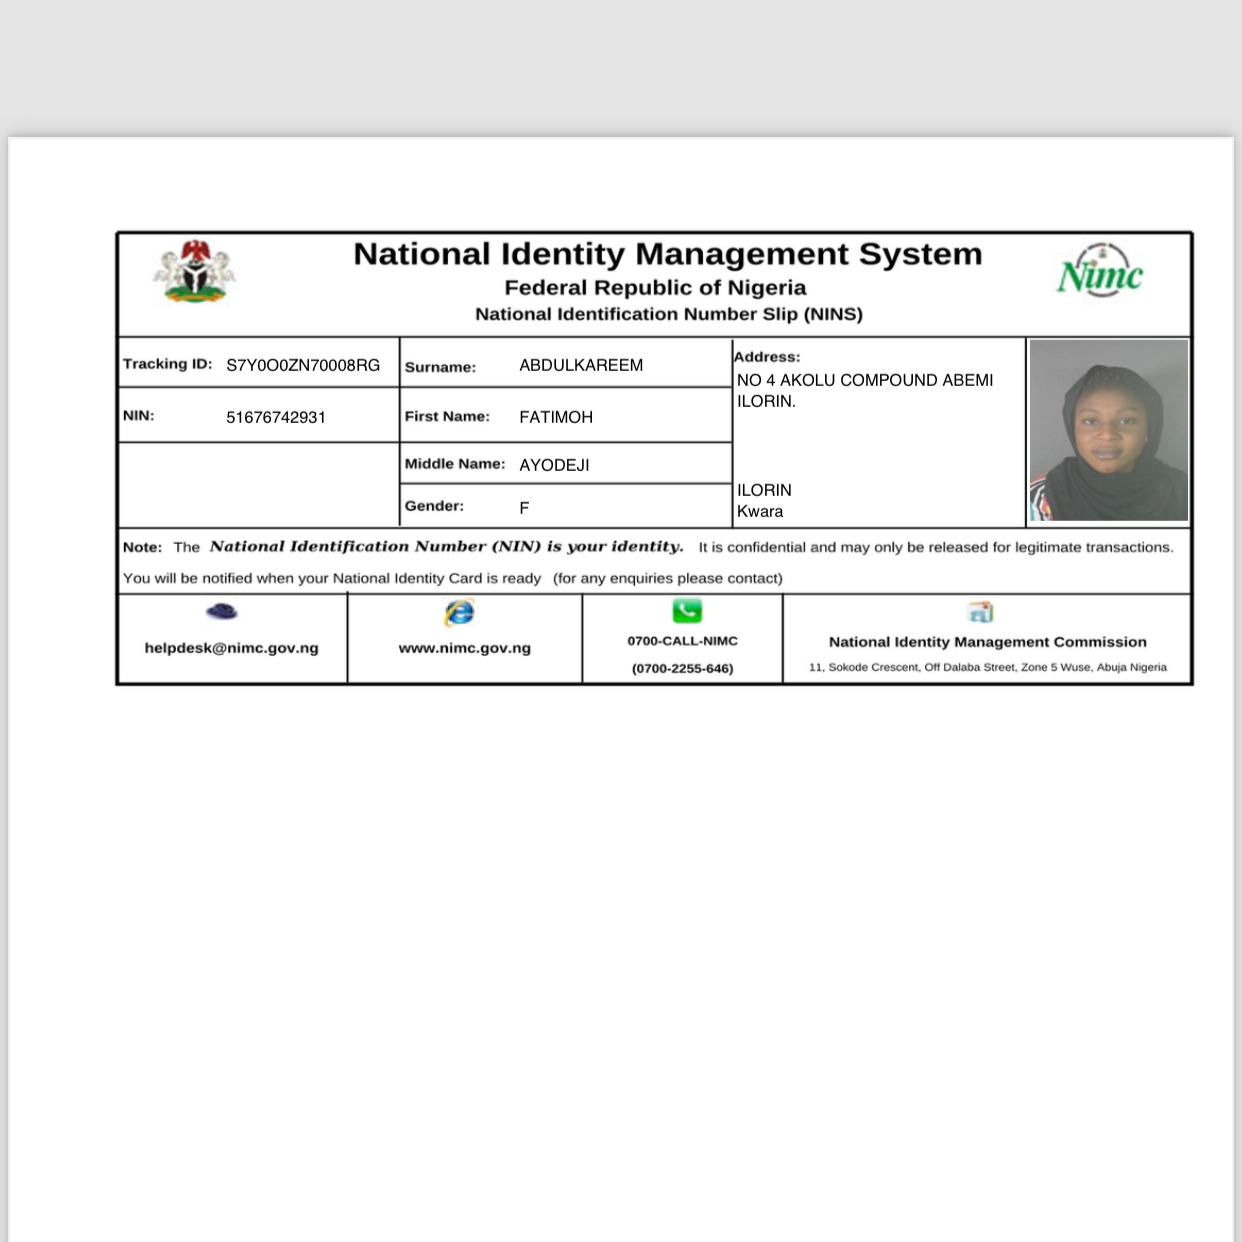 National Identity Management System
Federal Republic of Nigeria
National Identification Number Slip (NINS)
Nimc
Tracking ID: S7Y0O0ZN70008RG
NIN: 51676742931
Surname: ABDULKAREEM
First Name: FATIMOH
Middle Name: AYODEJI
Gender: F
Address:
NO 4 AKOLU COMPOUND ABEMI
ILORIN.
ILORIN
Kwara
Note: The National Identification Number (NIN) is your identity. It is confidential and may only be released for legitimate transactions.
You will be notified when your National Identity Card is ready (for any enquiries please contact)
helpdesk@nimc.gov.ng
www.nimc.gov.ng
0700-CALL-NIMC
(0700-2255-646)
National Identity Management Commission
11, Sokode Crescent, Off Dalaba Street, Zone 5 Wuse, Abuja Nigeria